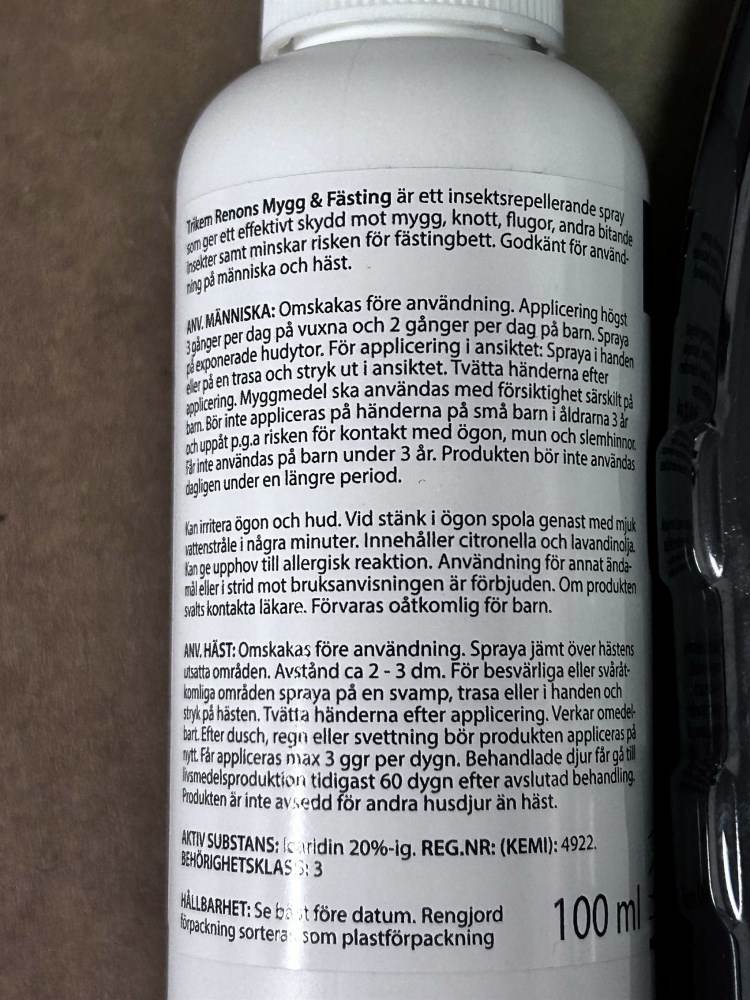 Trikem Renons Mygg & Fästing är ett insektsrepellerande spray
som ger ett effektivt skydd mot mygg, knott, flugor, andra bitande
insekter samt minskar risken för fästingbett. Godkänt för använd-
ning på människa och häst.
ANV. MÄNNISKA: Omskakas före användning. Applicering högst
3 gånger per dag på vuxna och 2 gånger per dag på barn. Spraya
på exponerade hudytor. För applicering i ansiktet: Spraya i handen
eller på en trasa och stryk ut i ansiktet. Tvätta händerna efter
applicering. Myggmedel ska användas med försiktighet särskilt på
barn. Bör inte appliceras på händerna på små barn i åldrarna 3 år
och uppåt p.g.a risken för kontakt med ögon, mun och slemhinnor.
Får inte användas på barn under 3 år. Produkten bör inte användas
dagligen under en längre period.
Kan irritera ögon och hud. Vid stänk i ögon spola genast med mjuk
vattenstråle i några minuter. Innehåller citronella och lavandinolja.
Kan ge upphov till allergisk reaktion. Användning för annat ända-
mål eller i strid mot bruksanvisningen är förbjuden. Om produkten
svalts kontakta läkare. Förvaras oåtkomlig för barn.
ANV. HÄST: Omskakas före användning. Spraya jämt över hästens
utsatta områden. Avstånd ca 2 - 3 dm. För besvärliga eller svåråt-
komliga områden spraya på en svamp, trasa eller i handen och
stryk på hästen. Tvätta händerna efter applicering. Verkar omedel-
bart. Efter dusch, regn eller svettning bör produkten appliceras på
nytt. Får appliceras max 3 ggr per dygn. Behandlade djur får gå till
livsmedelsproduktion tidigast 60 dygn efter avslutad behandling.
Produkten är inte avsedd för andra husdjur än häst.
AKTIV SUBSTANS: Icaridin 20%-ig. REG.NR: (KEMI): 4922.
BEHÖRIGHETSKLASS: 3
HÅLLBARHET: Se bäst före datum. Rengjord
förpackning sorteras som plastförpackning
100 ml